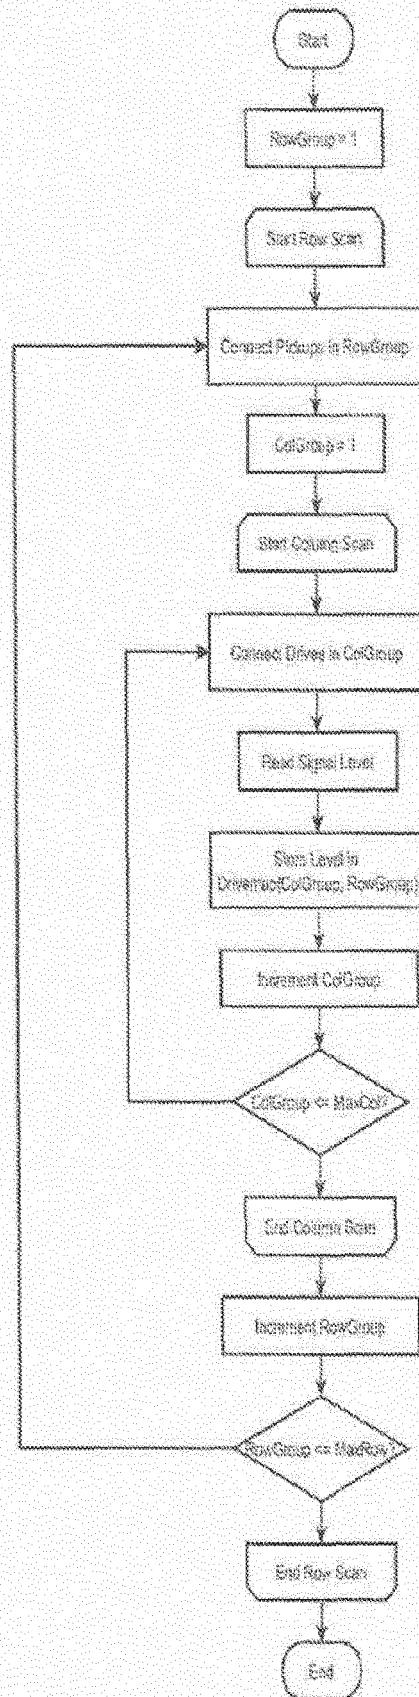 Start
RowGroup = 1
Start Row Scan
Connect Pickups in RowGroup
ColGroup = 1
Start Scan
Connect Drives in ColGroup
Read Signal Level
Store Level in
(ColGroup, RowGroup)
Increment ColGroup
ColGroup <= MaxCol?
End Column Scan
Increment RowGroup
RowGroup <= MaxRow?
End Row Scan
End